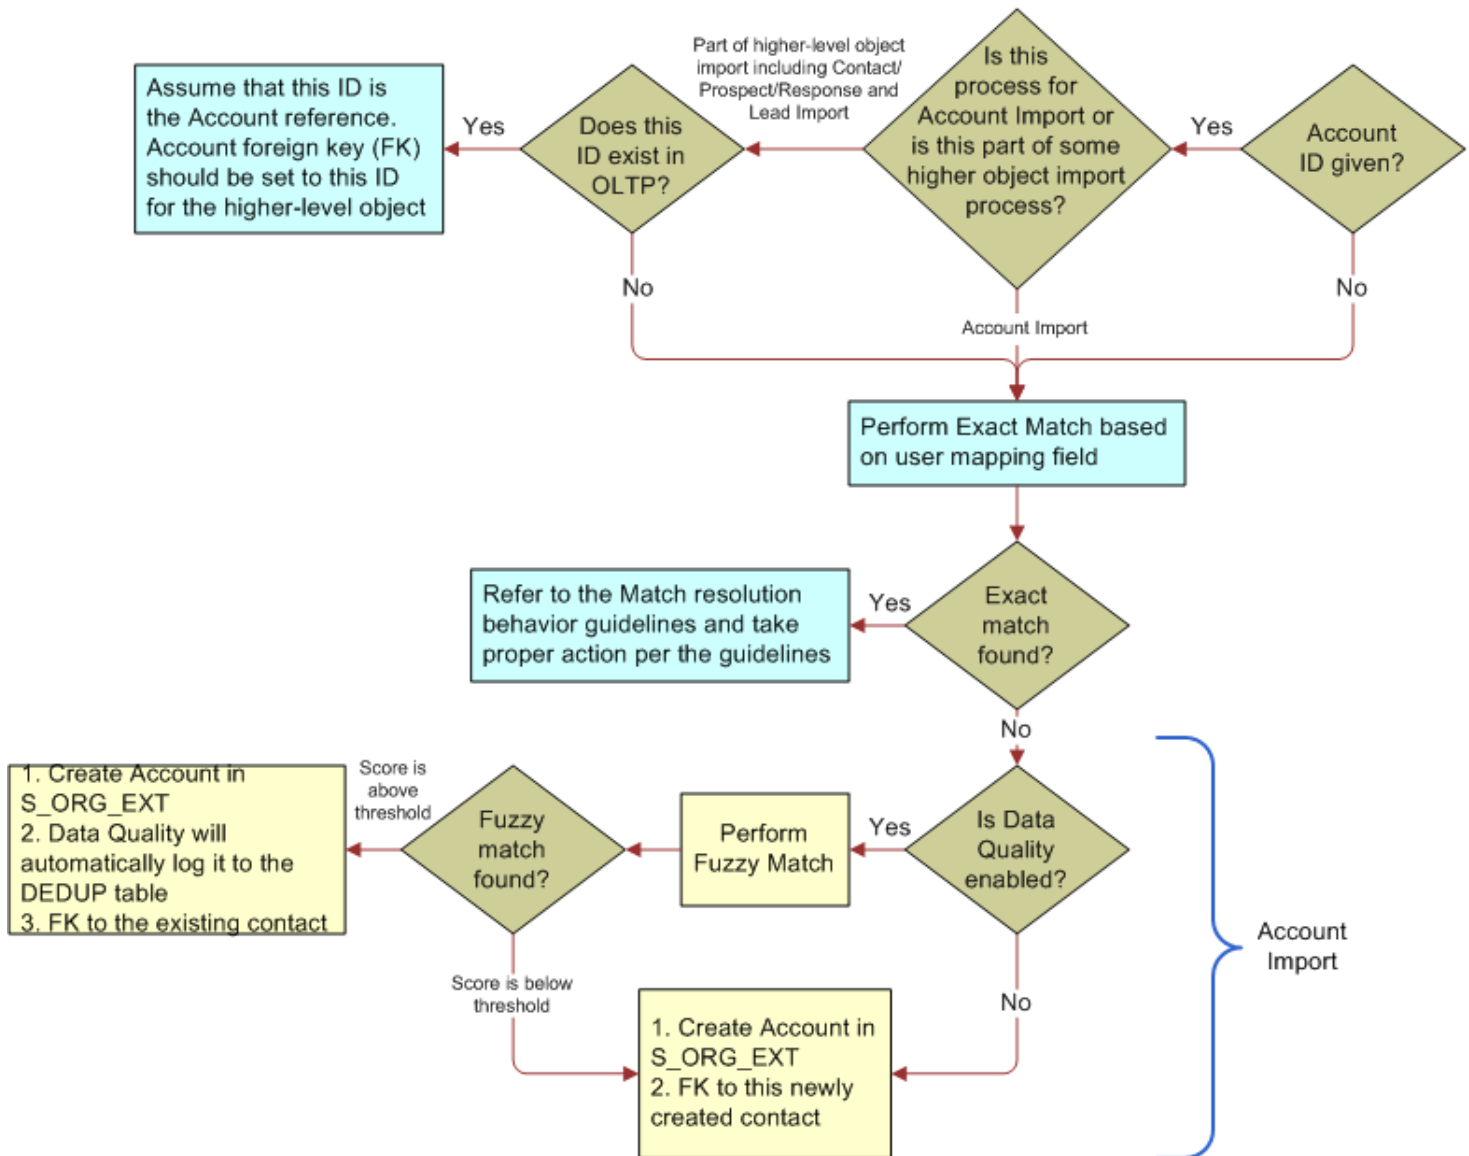 Part of higher-level object
import including Contact/
Prospect/Response and
Lead Import
Is this
process for
Account Import or
is this part of some
higher object import
process?
Assume that this ID is
the Account reference.
Account foreign key (FK)
should be set to this ID
for the higher-level object
Yes
Does this
ID exist in
OLTP?
Yes
Account
ID given?
No
Account Import
No
Perform Exact Match based
on user mapping field
Refer to the Match resolution
behavior guidelines and take
proper action per the guidelines
Yes
Exact
match
found?
No
1. Create Account in
S_ORG_EXT
2. Data Quality will
automatically log it to the
DEDUP table
3. FK to the existing contact
Score is
above
threshold
Fuzzy
match
found?
Perform
Fuzzy Match
Yes
Is Data
Quality
enabled?
Account
Import
Score is below
threshold
No
1. Create Account in
S_ORG_EXT
2. FK to this newly
created contact